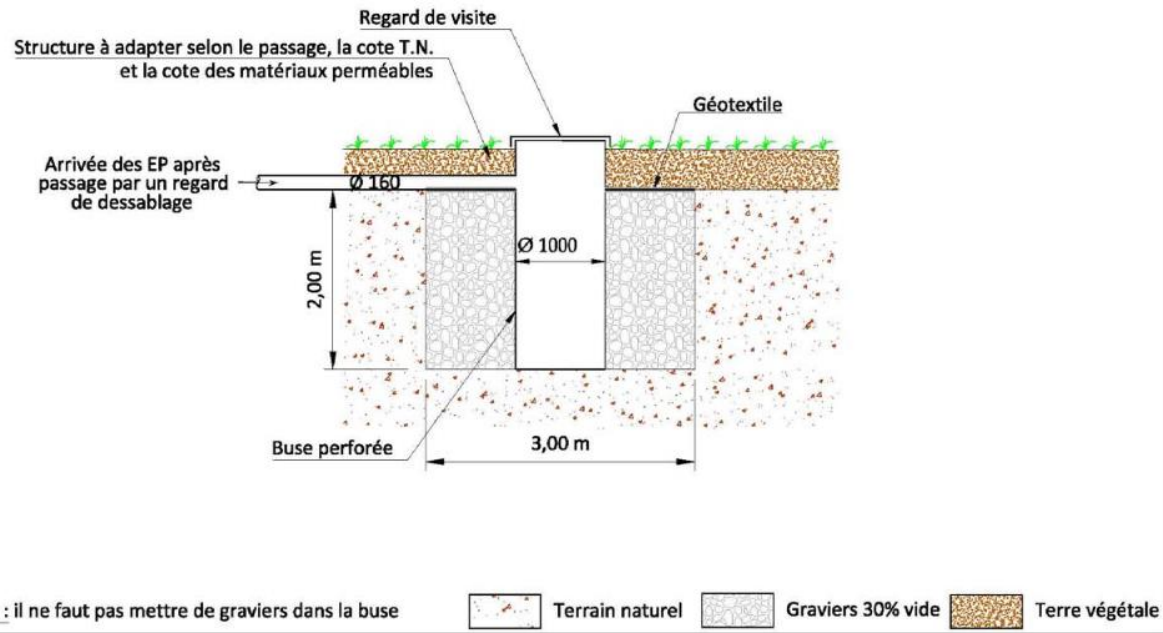 Regard de visite
Structure à adapter selon le passage, la cote T.N.
et la cote des matériaux perméables
Géotextile
Arrivée des EP après
passage par un regard
de dessablage
Ø 160
Ø 1000
2,00 m
Buse perforée
3,00 m
: il ne faut pas mettre de graviers dans la buse
Terrain naturel
Graviers 30% vide
Terre végétale